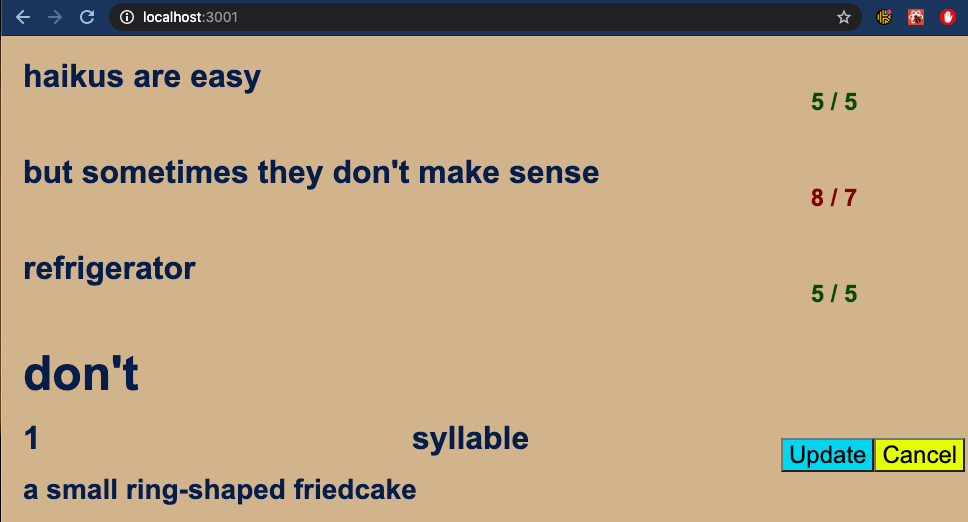 localhost:3001
haikus are easy
5 / 5
but sometimes they don't make sense
8 / 7
refrigerator
5 / 5
don't
1 syllable
Update Cancel
a small ring-shaped friedcake